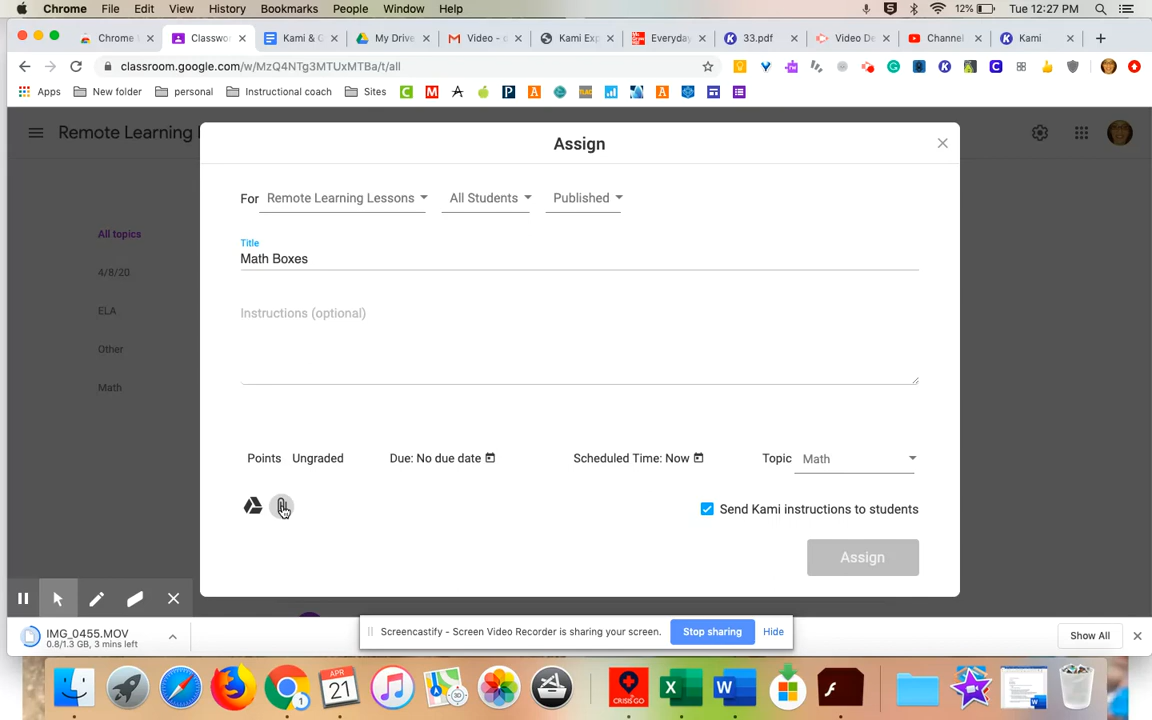 Chrome File Edit View History Bookmarks People Window Help 12% Tue 12:27 PM
Chrome Classwo Kami & G My Drive Video - d Kami Exp Everyday 33.pdf Video De Channel Kami
classroom.google.com/w/MzQ4NTg3MTUxMTBa/t/all
Apps New folder personal Instructional coach Sites
Remote Learning
Assign
For Remote Learning Lessons All Students Published
All topics
Title
Math Boxes
4/8/20
ELA
Instructions (optional)
Other
Math
Points Ungraded Due: No due date Scheduled Time: Now Topic Math
Send Kami instructions to students
Assign
IMG_0455.MOV
0.8/1.3 GB, 3 mins left
Screencastify - Screen Video Recorder is sharing your screen. Stop sharing Hide
Show All
APR
21
CRISIS GO